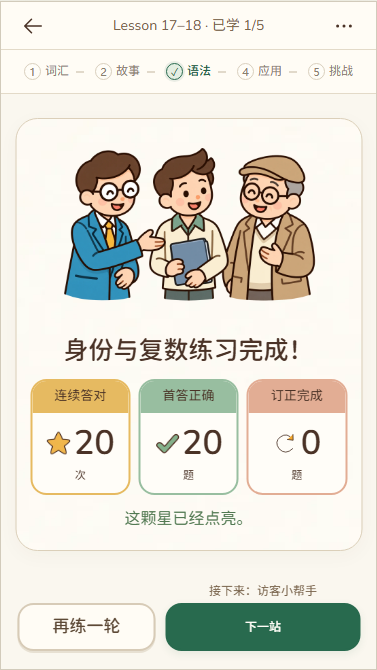 Lesson 17–18 · 已学 1/5
1 词汇 – 2 故事 – ✓ 语法 – 4 应用 – 5 挑战
身份与复数练习完成！
连续答对 首答正确 订正完成
20 20 0
次 题 题
这颗星已经点亮。
接下来：访客小帮手
再练一轮 下一站